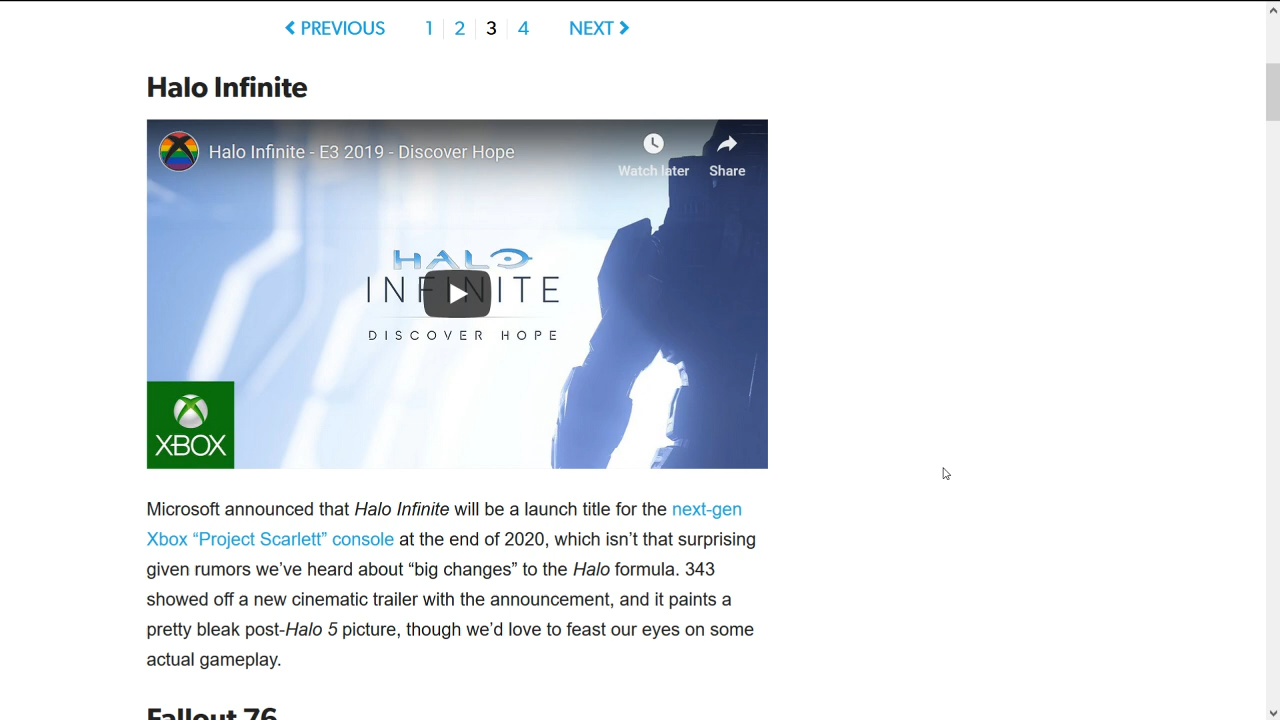 PREVIOUS 1 2 3 4 NEXT
Halo Infinite
Halo Infinite - E3 2019 - Discover Hope
Watch later Share
HALO
INFINITE
DISCOVER HOPE
XBOX
Microsoft announced that Halo Infinite will be a launch title for the next-gen
Xbox “Project Scarlett” console at the end of 2020, which isn’t that surprising
given rumors we’ve heard about “big changes” to the Halo formula. 343
showed off a new cinematic trailer with the announcement, and it paints a
pretty bleak post-Halo 5 picture, though we’d love to feast our eyes on some
actual gameplay.
Fallout 76